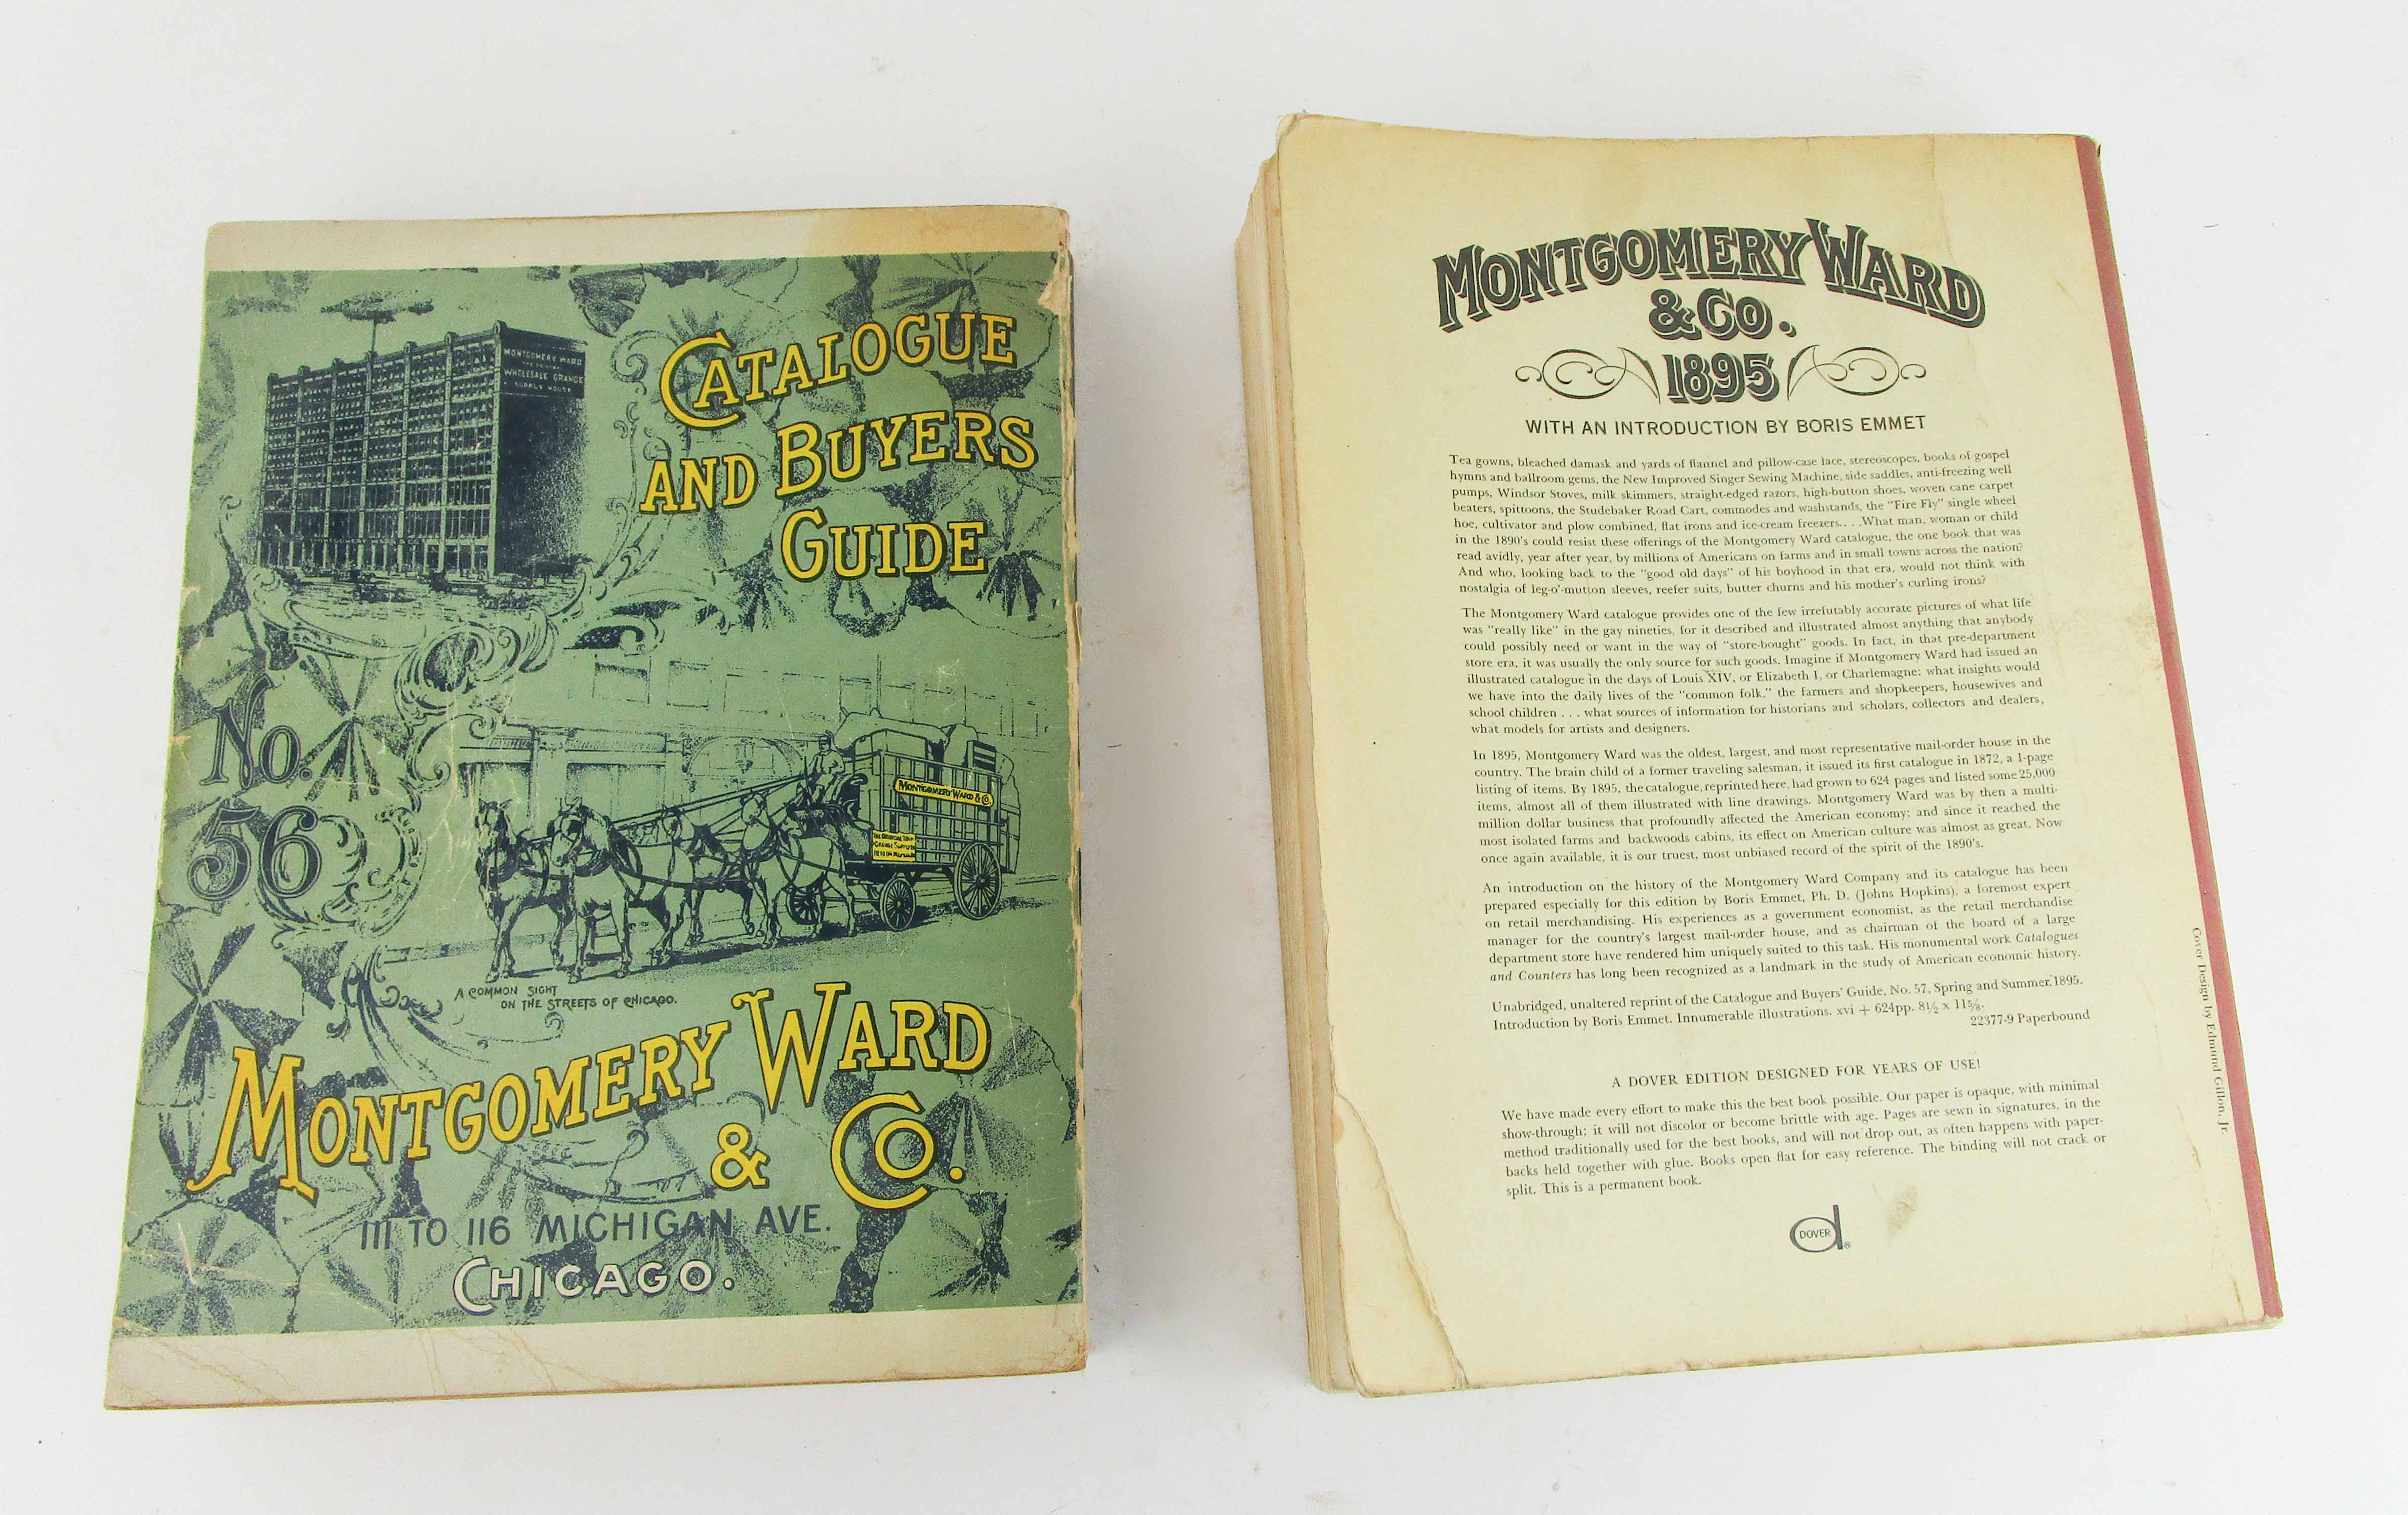 MONTGOMERY WARD
WHOLESALE GRANGE
SUPPLY HOUSE
CATALOGUE
AND BUYERS
GUIDE
No.
56
MONTGOMERY WARD & CO.
A COMMON SIGHT
ON THE STREETS OF CHICAGO.
MONTGOMERY WARD
& CO.
111 TO 116 MICHIGAN AVE.
CHICAGO.
MONTGOMERY WARD
& CO.
1895
WITH AN INTRODUCTION BY BORIS EMMET
Tea gowns, bleached damask and yards of flannel and pillow-case lace, stereoscopes, books of gospel
hymns and ballroom gems, the New Improved Singer Sewing Machine, side saddles, anti-freezing well
pumps, Windsor Stoves, milk skimmers, straight-edged razors, high-button shoes, woven cane carpet
beaters, spittoons, the Studebaker Road Cart, commodes and washstands, the "Fire Fly" single wheel
hoe, cultivator and plow combined, flat irons and ice-cream freezers. . . .What man, woman or child
in the 1890's could resist these offerings of the Montgomery Ward catalogue, the one book that was
read avidly, year after year, by millions of Americans on farms and in small towns across the nation?
And who, looking back to the "good old days" of his boyhood in that era, would not think with
nostalgia of leg-o'-mutton sleeves, reefer suits, butter churns and his mother's curling irons?
The Montgomery Ward catalogue provides one of the few irrefutably accurate pictures of what life
was "really like" in the gay nineties, for it described and illustrated almost anything that anybody
could possibly need or want in the way of "store-bought" goods. In fact, in that pre-department
store era, it was usually the only source for such goods. Imagine if Montgomery Ward had issued an
illustrated catalogue in the days of Louis XIV, or Elizabeth I, or Charlemagne: what insights would
we have into the daily lives of the "common folk," the farmers and shopkeepers, housewives and
school children . . . what sources of information for historians and scholars, collectors and dealers,
what models for artists and designers.
In 1895, Montgomery Ward was the oldest, largest, and most representative mail-order house in the
country. The brain child of a former traveling salesman, it issued its first catalogue in 1872, a 1-page
listing of items. By 1895, the catalogue, reprinted here, had grown to 624 pages and listed some 25,000
items, almost all of them illustrated with line drawings. Montgomery Ward was by then a multi-
million dollar business that profoundly affected the American economy; and since it reached the
most isolated farms and backwoods cabins, its effect on American culture was almost as great. Now
once again available, it is our truest, most unbiased record of the spirit of the 1890's.
An introduction on the history of the Montgomery Ward Company and its catalogue has been
prepared especially for this edition by Boris Emmet, Ph. D. (Johns Hopkins), a foremost expert
on retail merchandising. His experiences as a government economist, as the retail merchandise
manager for the country's largest mail-order house, and as chairman of the board of a large
department store have rendered him uniquely suited to this task. His monumental work Catalogues
and Counters has long been recognized as a landmark in the study of American economic history.
Unabridged, unaltered reprint of the Catalogue and Buyers' Guide, No. 57, Spring and Summer. 1895.
Introduction by Boris Emmet. Innumerable illustrations. xvi + 624pp. 8½ x 11⅝.
22377-9 Paperbound
A DOVER EDITION DESIGNED FOR YEARS OF USE!
We have made every effort to make this the best book possible. Our paper is opaque, with minimal
show-through; it will not discolor or become brittle with age. Pages are sewn in signatures, in the
method traditionally used for the best books, and will not drop out, as often happens with paper-
backs held together with glue. Books open flat for easy reference. The binding will not crack or
split. This is a permanent book.
DOVER
Cover Design by Edmund Gillon, Jr.